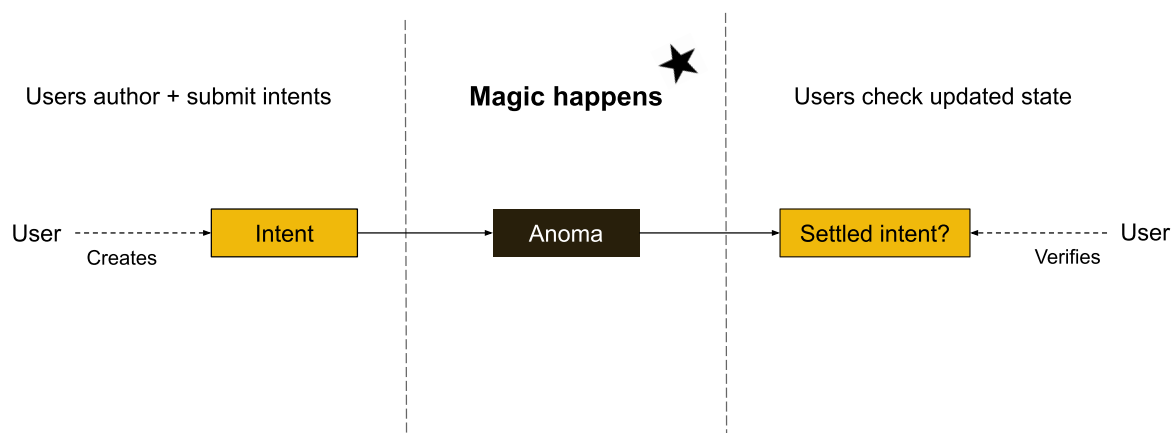 Users author + submit intents
Magic happens
Users check updated state
User
Creates
Intent
Anoma
Settled intent?
Verifies
User